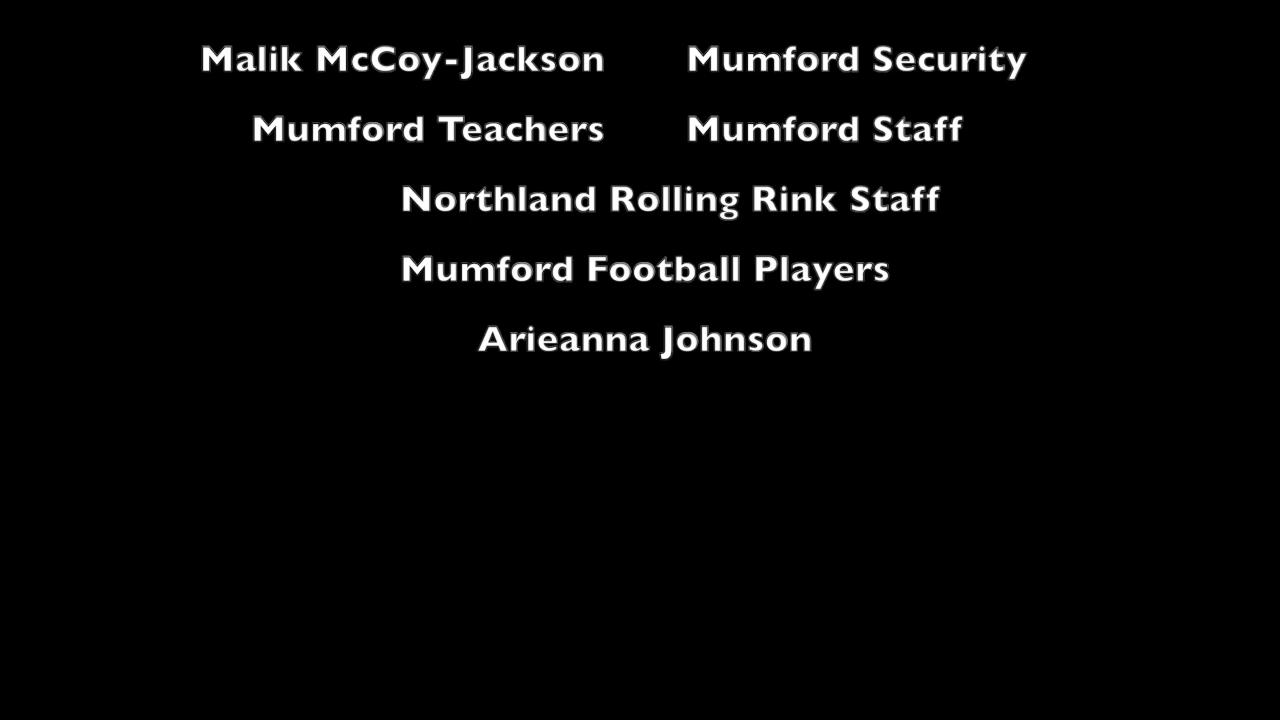 Malik McCoy-Jackson Mumford Security
Mumford Teachers Mumford Staff
Northland Rolling Rink Staff
Mumford Football Players
Arieanna Johnson